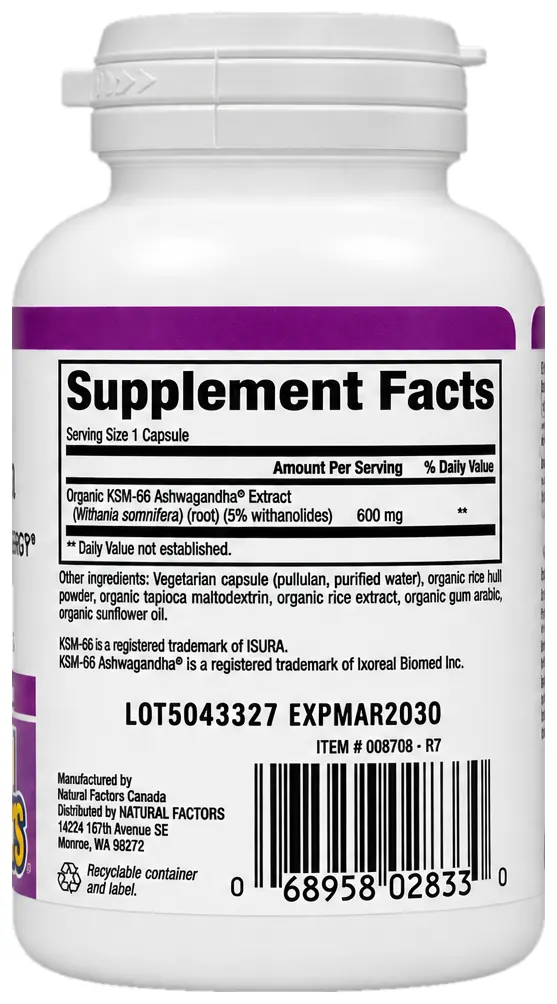 Supplement Facts
Serving Size 1 Capsule
Amount Per Serving % Daily Value
Organic KSM-66 Ashwagandha® Extract
(Withania somnifera) (root) (5% withanolides) 600 mg **
** Daily Value not established.
Other ingredients: Vegetarian capsule (pullulan, purified water), organic rice hull
powder, organic tapioca maltodextrin, organic rice extract, organic gum arabic,
organic sunflower oil.
KSM-66 is a registered trademark of ISURA.
KSM-66 Ashwagandha® is a registered trademark of Ixoreal Biomed Inc.
LOT5043327 EXPMAR2030
ITEM # 008708 - R7
Manufactured by
Natural Factors Canada
Distributed by NATURAL FACTORS
14224 167th Avenue SE
Monroe, WA 98272
Recyclable container
and label.
0 68958 02833 0